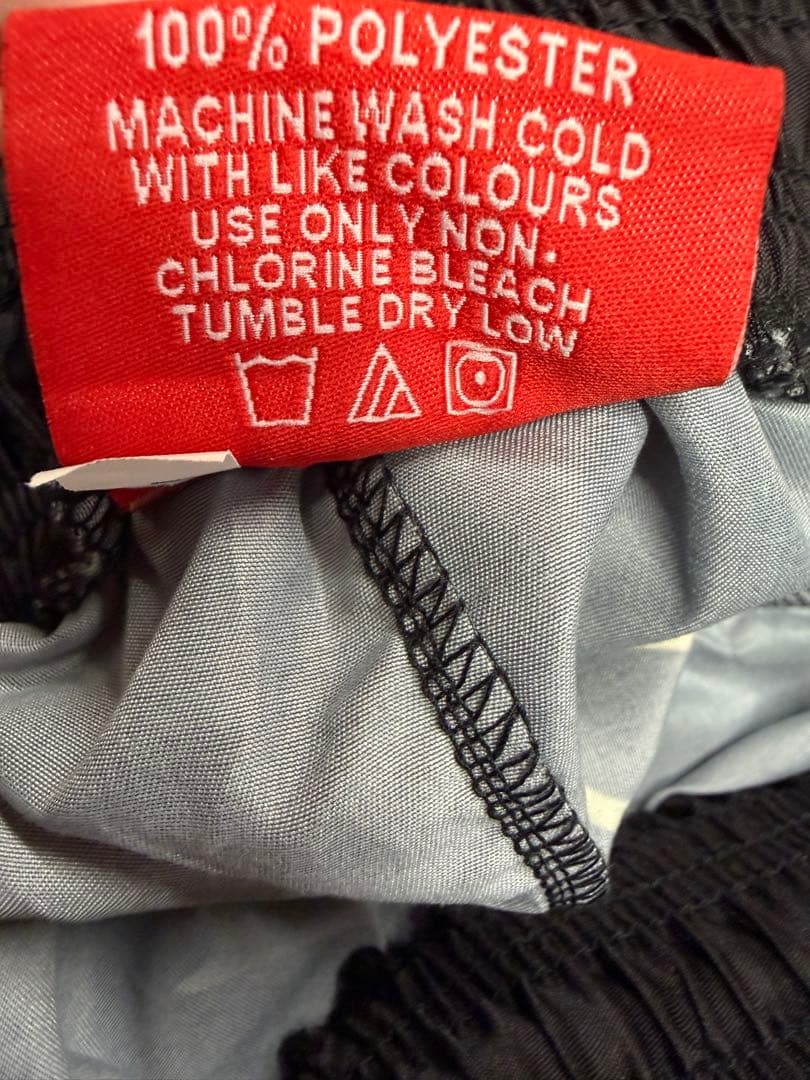 100% POLYESTER
MACHINE WASH COLD
WITH LIKE COLOURS
USE ONLY NON-
CHLORINE BLEACH
TUMBLE DRY LOW